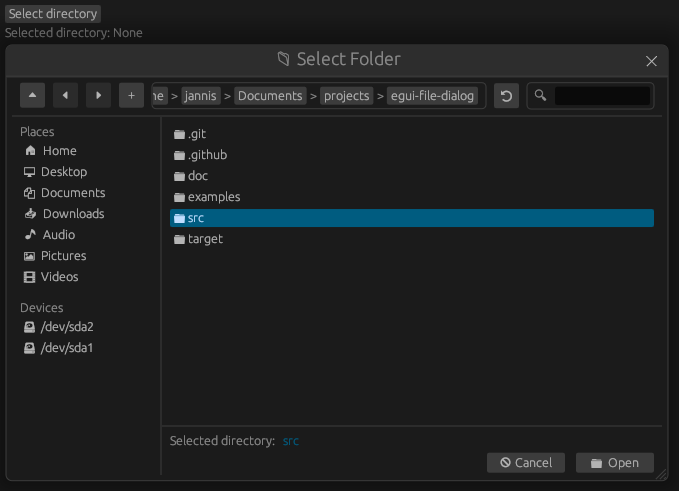 Select directory
Selected directory: None
Select Folder
+ > jannis > Documents > projects > egui-file-dialog
Places
Home
Desktop
Documents
Downloads
Audio
Pictures
Videos
Devices
/dev/sda2
/dev/sda1
.git
.github
doc
examples
src
target
Selected directory: src
Cancel Open